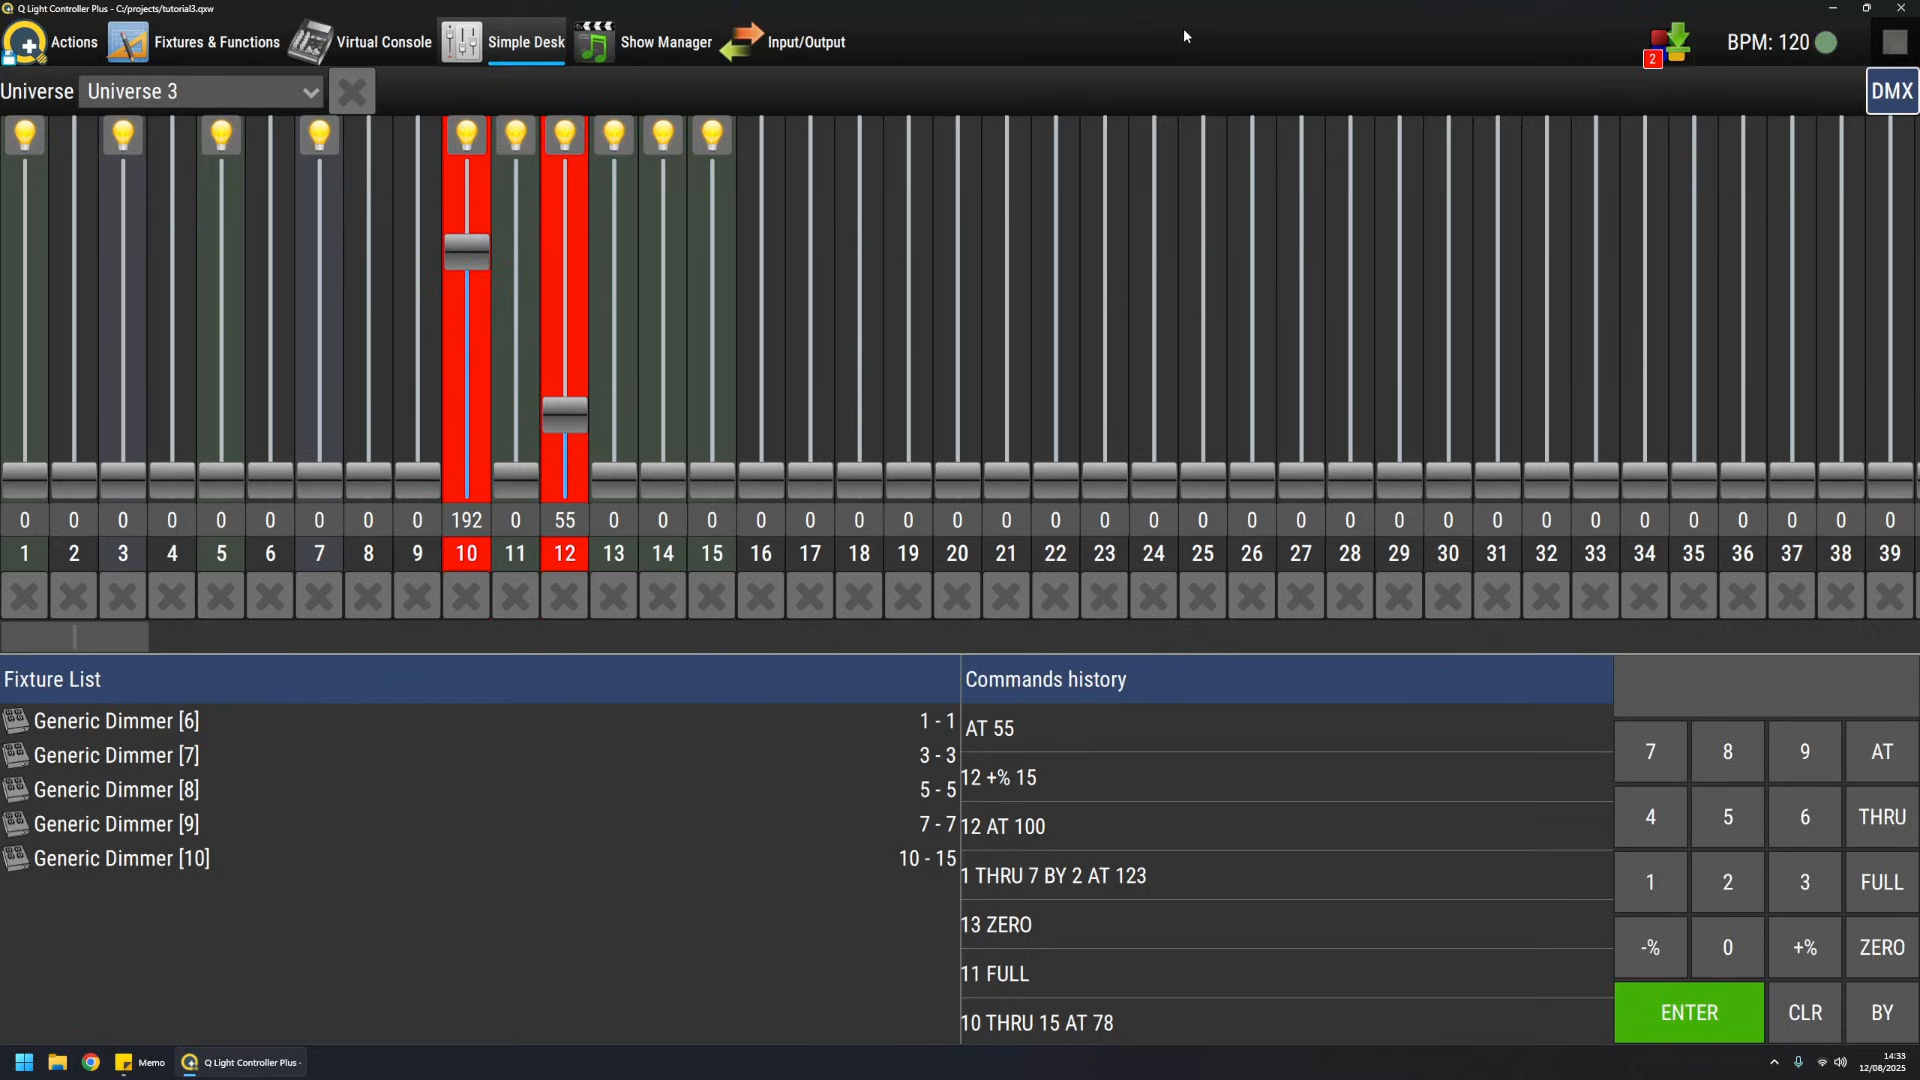 Q Light Controller Plus - C:/projects/tutorial3.qxw
Actions Fixtures & Functions Virtual Console Simple Desk Show Manager Input/Output 2 BPM: 120
Universe Universe 3 DMX
0 0 0 0 0 0 0 0 0 192 0 55 0 0 0 0 0 0 0 0 0 0 0 0 0 0 0 0 0 0 0 0 0 0 0 0 0 0 0
1 2 3 4 5 6 7 8 9 10 11 12 13 14 15 16 17 18 19 20 21 22 23 24 25 26 27 28 29 30 31 32 33 34 35 36 37 38 39
Fixture List
Generic Dimmer [6] 1 - 1
Generic Dimmer [7] 3 - 3
Generic Dimmer [8] 5 - 5
Generic Dimmer [9] 7 - 7
Generic Dimmer [10] 10 - 15
Commands history
AT 55
12 +% 15
12 AT 100
1 THRU 7 BY 2 AT 123
13 ZERO
11 FULL
10 THRU 15 AT 78
7 8 9 AT
4 5 6 THRU
1 2 3 FULL
-% 0 +% ZERO
ENTER CLR BY
Memo Q Light Controller Plus -
14:33
12/08/2025